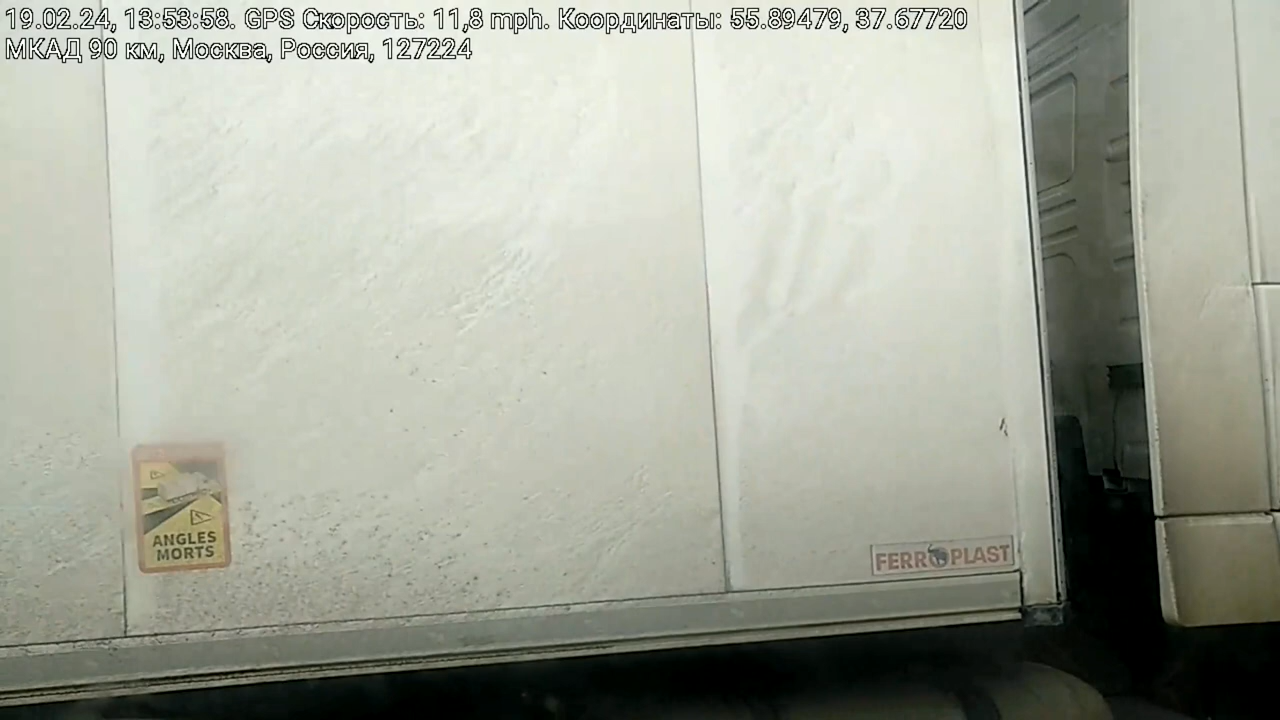 19.02.24, 13:53:58. GPS Скорость: 11,8 mph. Координаты: 55.89479, 37.67720
МКАД 90 км, Москва, Россия, 127224
ANGLES
MORTS
FERROPLAST